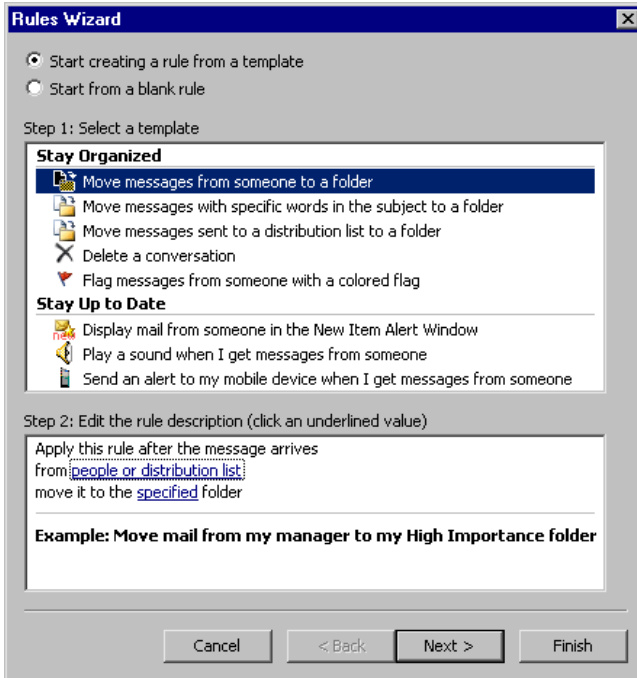 Rules Wizard
Start creating a rule from a template
Start from a blank rule
Step 1: Select a template
Stay Organized
Move messages from someone to a folder
Move messages with specific words in the subject to a folder
Move messages sent to a distribution list to a folder
Delete a conversation
Flag messages from someone with a colored flag
Stay Up to Date
Display mail from someone in the New Item Alert Window
Play a sound when I get messages from someone
Send an alert to my mobile device when I get messages from someone
Step 2: Edit the rule description (click an underlined value)
Apply this rule after the message arrives
from people or distribution list
move it to the specified folder
Example: Move mail from my manager to my High Importance folder
Cancel < Back Next > Finish